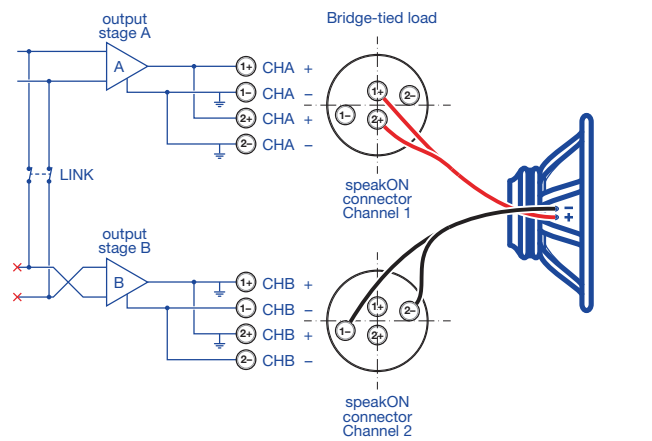 output
stage A
Bridge-tied load
A
1+ CHA +
1− CHA −
2+ CHA +
2− CHA −
1+
2−
1−
2+
LINK
speakON
connector
Channel 1
−
+
output
stage B
B
1+ CHB +
1− CHB −
2+ CHB +
2− CHB −
1+
2−
1−
2+
speakON
connector
Channel 2